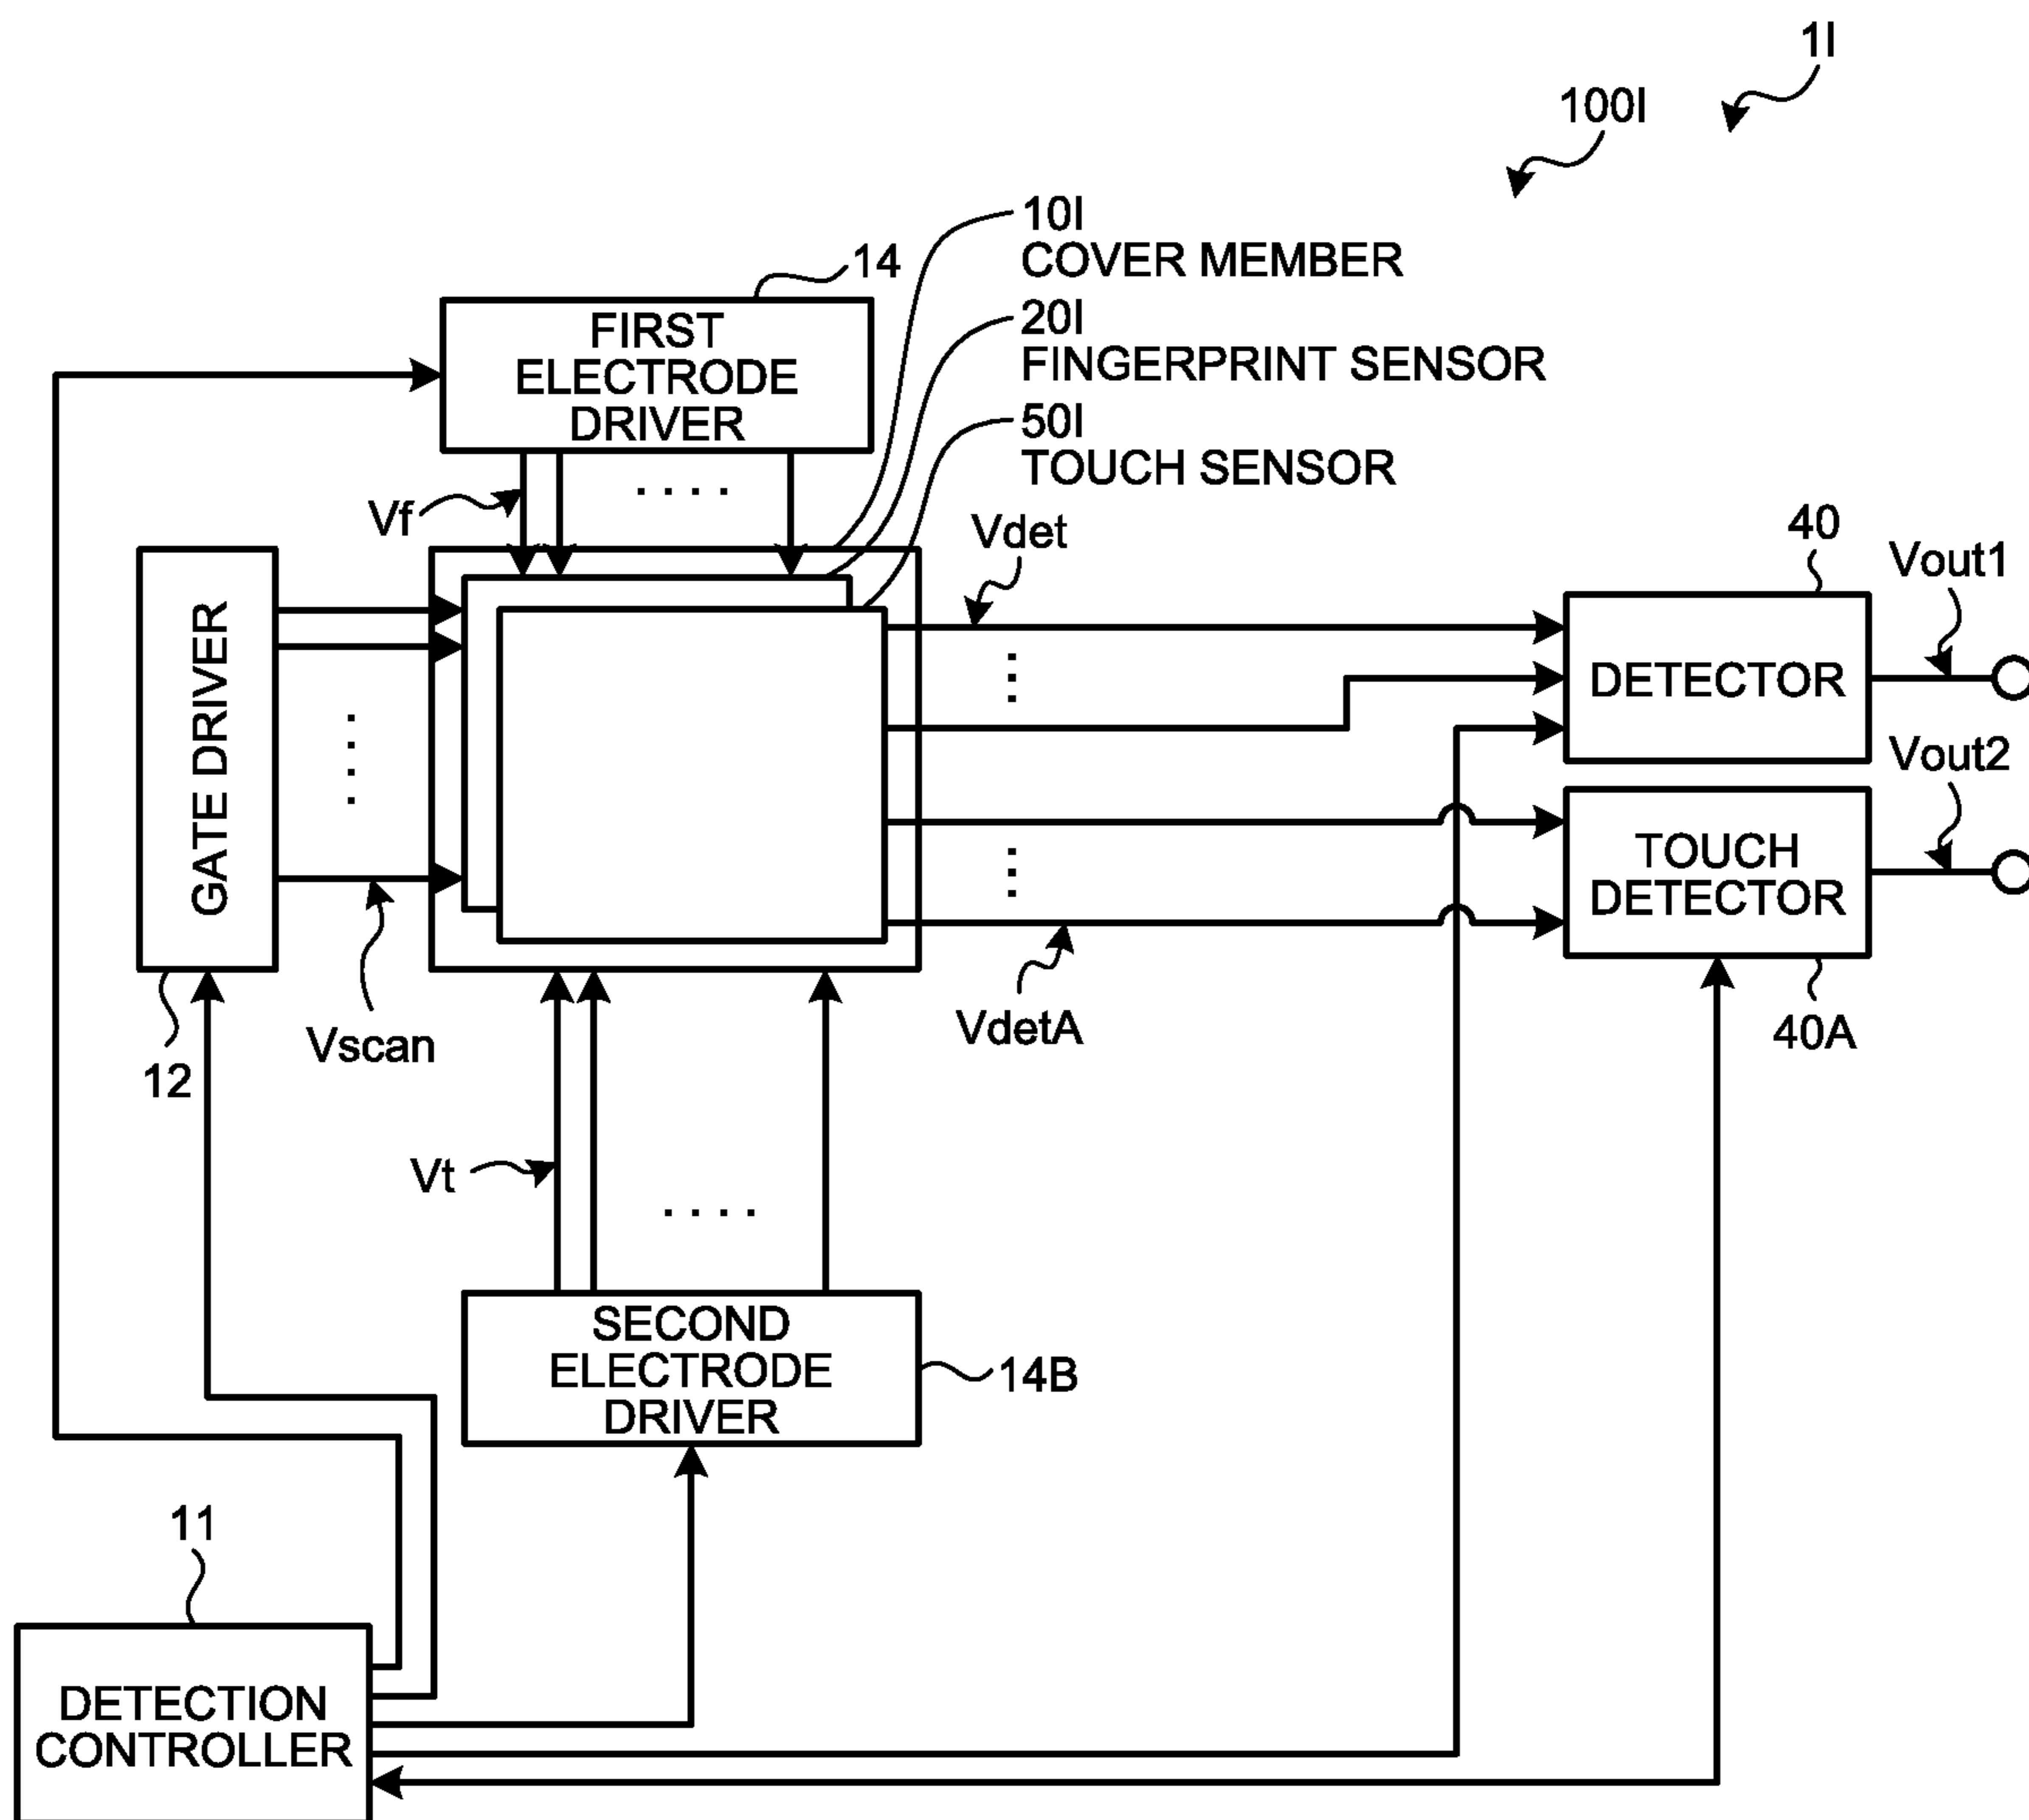 1I
100I
10I
COVER MEMBER
20I
FINGERPRINT SENSOR
50I
TOUCH SENSOR
14
FIRST
ELECTRODE
DRIVER
Vf
Vdet
40
Vout1
GATE DRIVER
DETECTOR
Vout2
TOUCH
DETECTOR
Vscan
12
VdetA
40A
Vt
SECOND
ELECTRODE
DRIVER
14B
11
DETECTION
CONTROLLER